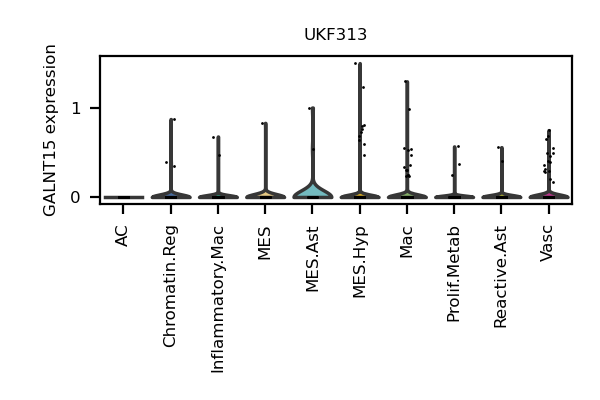 UKF313
GALNT15 expression
1
0
AC
Chromatin.Reg
Inflammatory.Mac
MES
MES.Ast
MES.Hyp
Mac
Prolif.Metab
Reactive.Ast
Vasc